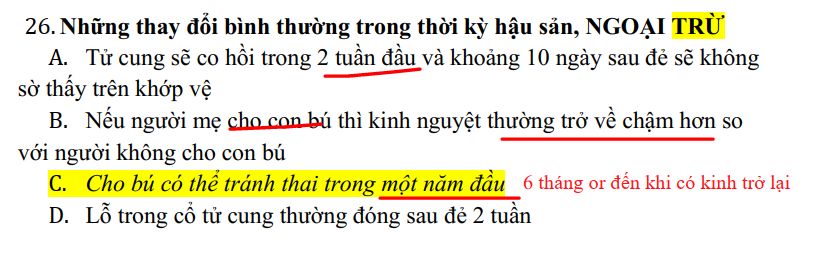 26. Những thay đổi bình thường trong thời kỳ hậu sản, NGOẠI TRỪ
A. Tử cung sẽ co hồi trong 2 tuần đầu và khoảng 10 ngày sau đẻ sẽ không
sờ thấy trên khớp vệ
B. Nếu người mẹ cho con bú thì kinh nguyệt thường trở về chậm hơn so
với người không cho con bú
C. Cho bú có thể tránh thai trong một năm đầu 6 tháng or đến khi có kinh trở lại
D. Lỗ trong cổ tử cung thường đóng sau đẻ 2 tuần